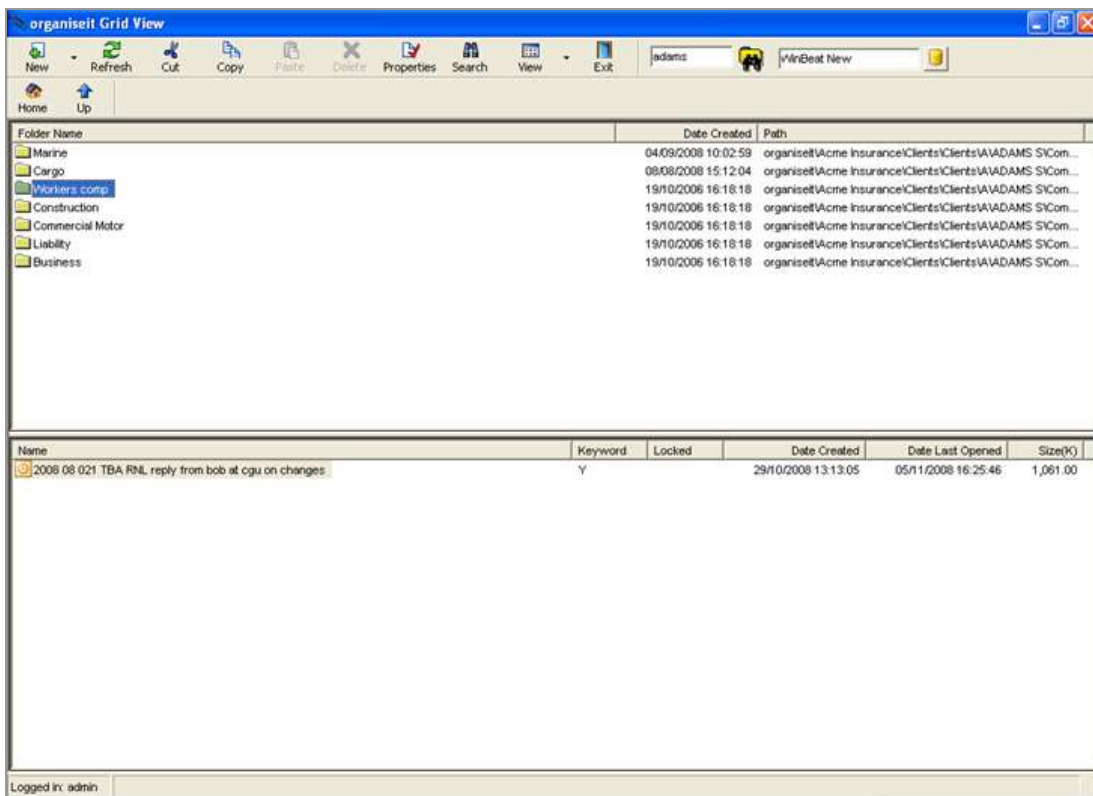 organiseit Grid View
New Refresh Cut Copy Paste Delete Properties Search View Exit adams WinBeat New
Home Up
Folder Name Date Created Path
Marine 04/09/2008 10:02:59 organiseit\Acme Insurance\Clients\Clients\A\ADAMS S\Com...
Cargo 08/08/2008 15:12:04 organiseit\Acme Insurance\Clients\Clients\A\ADAMS S\Com...
Workers comp 19/10/2006 16:18:18 organiseit\Acme Insurance\Clients\Clients\A\ADAMS S\Com...
Construction 19/10/2006 16:18:18 organiseit\Acme Insurance\Clients\Clients\A\ADAMS S\Com...
Commercial Motor 19/10/2006 16:18:18 organiseit\Acme Insurance\Clients\Clients\A\ADAMS S\Com...
Liability 19/10/2006 16:18:18 organiseit\Acme Insurance\Clients\Clients\A\ADAMS S\Com...
Business 19/10/2006 16:18:18 organiseit\Acme Insurance\Clients\Clients\A\ADAMS S\Com...
Name Keyword Locked Date Created Date Last Opened Size(K)
2008 08 021 TBA RNL reply from bob at cgu on changes Y 29/10/2008 13:13:05 05/11/2008 16:25:46 1,061.00
Logged in: admin